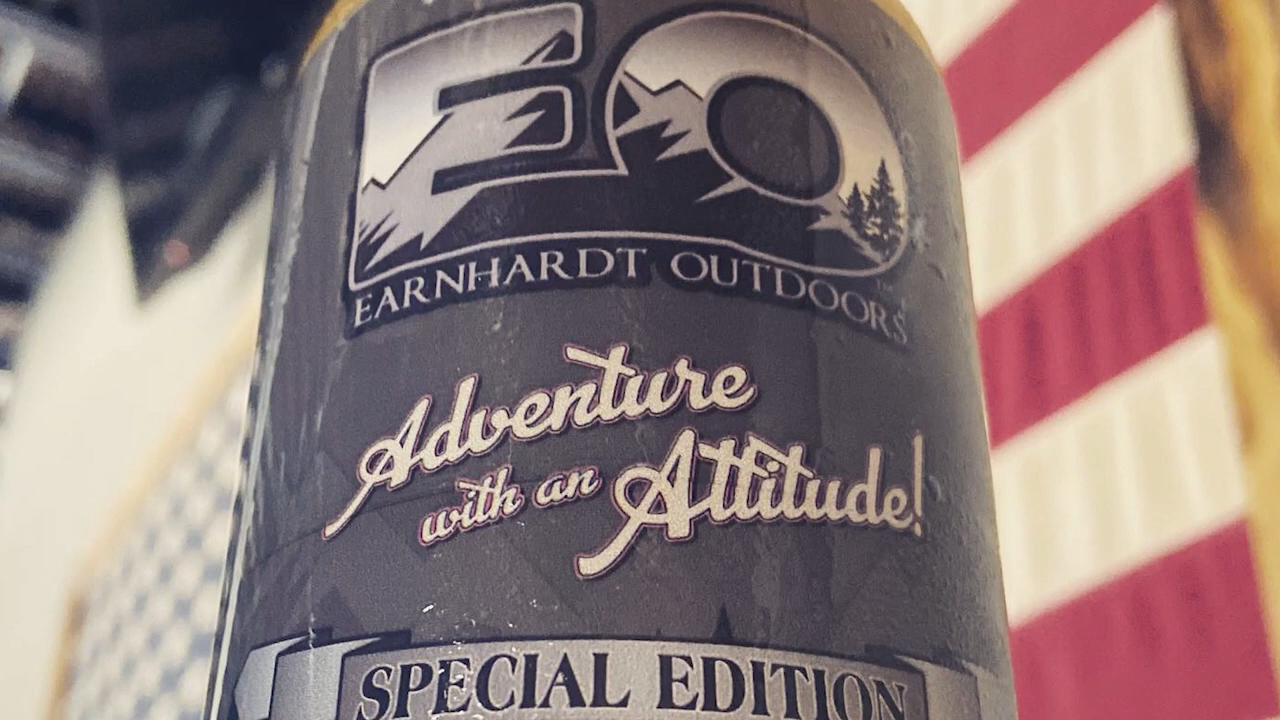 EO
EARNHARDT OUTDOORS
Adventure
with an Attitude!
SPECIAL EDITION